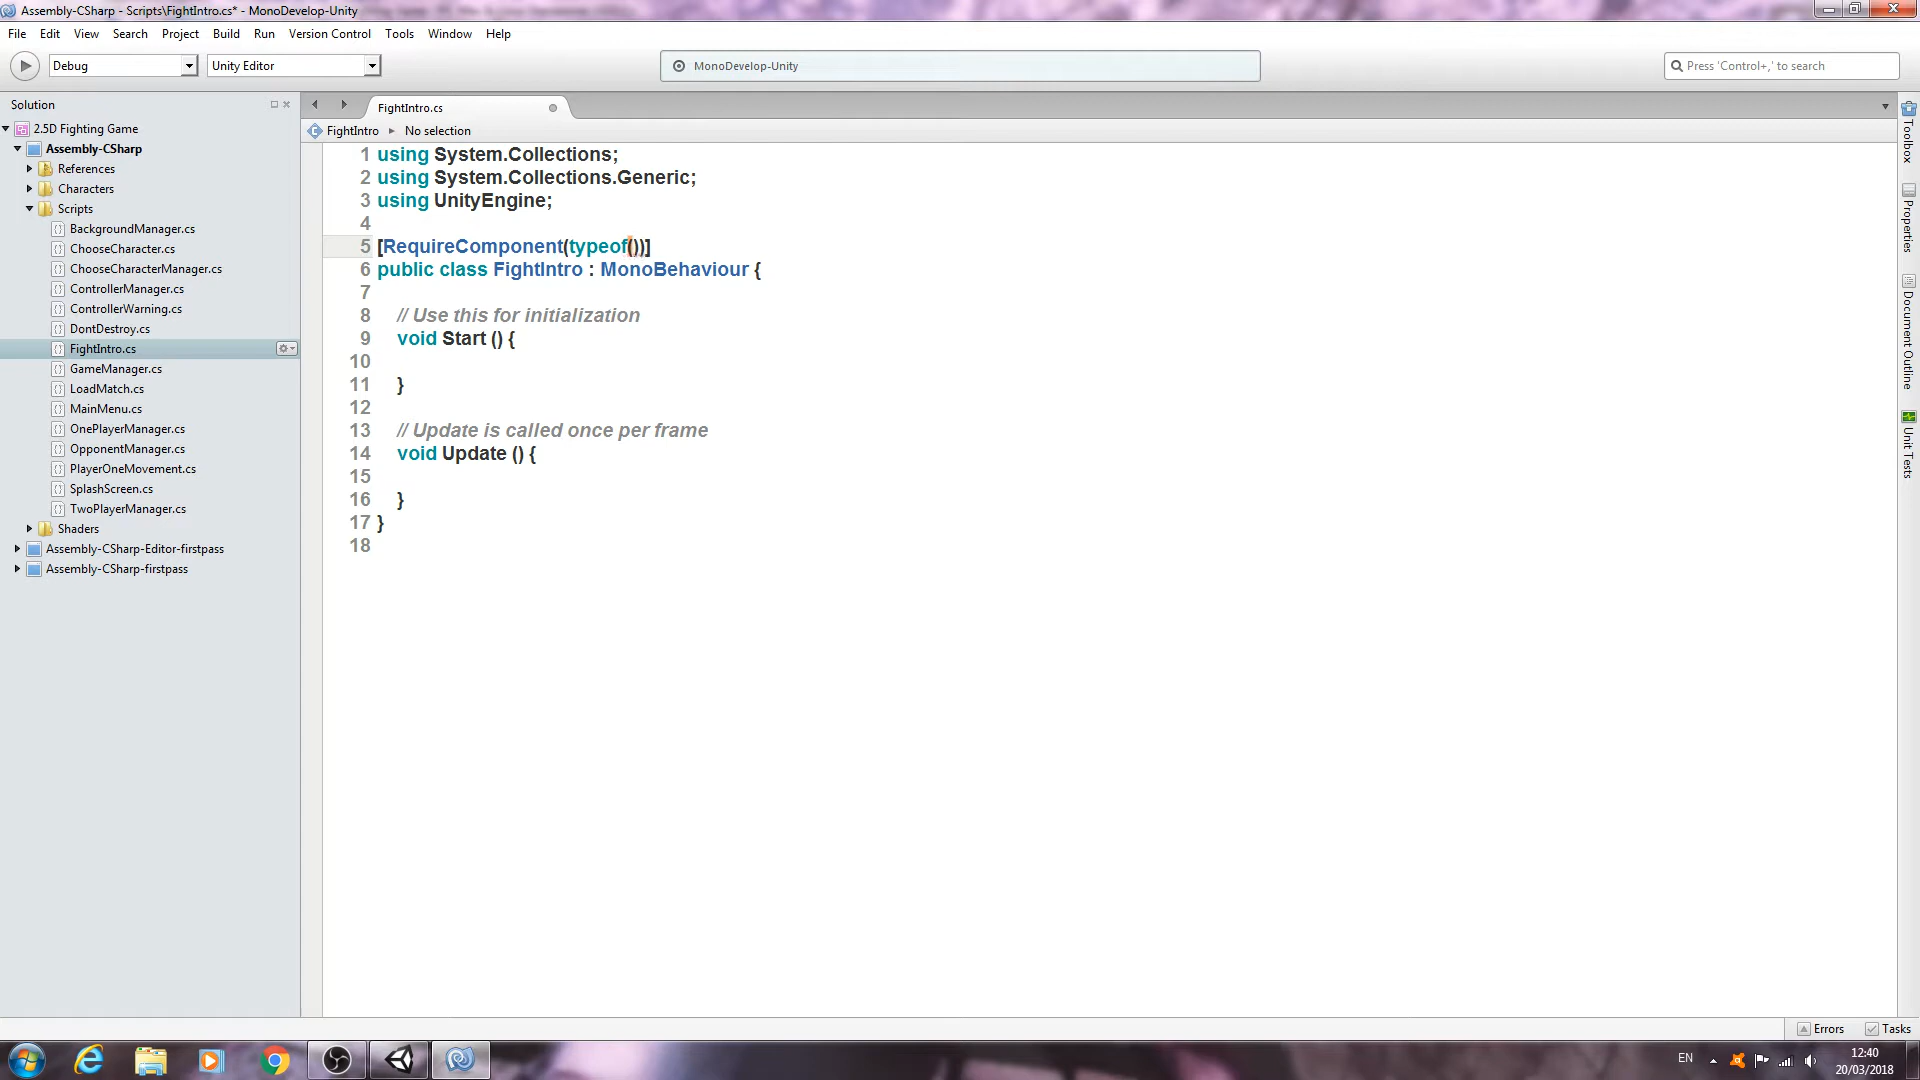 Assembly-CSharp - Scripts\FightIntro.cs* - MonoDevelop-Unity
File Edit View Search Project Build Run Version Control Tools Window Help
Debug Unity Editor MonoDevelop-Unity Press 'Control+,' to search
Solution
2.5D Fighting Game
Assembly-CSharp
References
Characters
Scripts
BackgroundManager.cs
ChooseCharacter.cs
ChooseCharacterManager.cs
ControllerManager.cs
ControllerWarning.cs
DontDestroy.cs
FightIntro.cs
GameManager.cs
LoadMatch.cs
MainMenu.cs
OnePlayerManager.cs
OpponentManager.cs
PlayerOneMovement.cs
SplashScreen.cs
TwoPlayerManager.cs
Shaders
Assembly-CSharp-Editor-firstpass
Assembly-CSharp-firstpass
FightIntro.cs
FightIntro No selection
1 using System.Collections;
2 using System.Collections.Generic;
3 using UnityEngine;
4
5 [RequireComponent(typeof())]
6 public class FightIntro : MonoBehaviour {
7
8 // Use this for initialization
9 void Start () {
10
11 }
12
13 // Update is called once per frame
14 void Update () {
15
16 }
17 }
18
Toolbox
Properties
Document Outline
Unit Tests
Errors Tasks
EN
12:40
20/03/2018